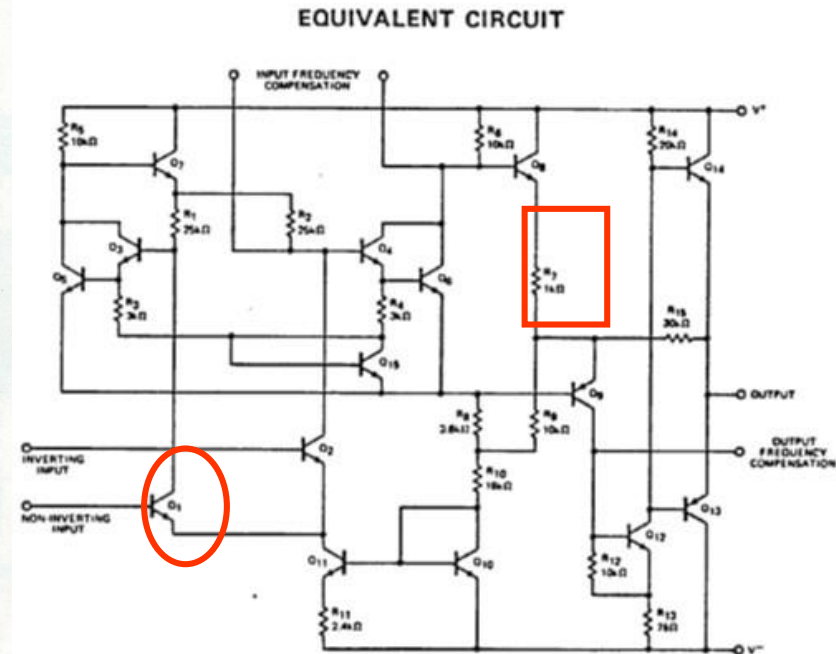 EQUIVALENT CIRCUIT
INPUT FREQUENCY
COMPENSATION
V+
R5
10kΩ
R6
10kΩ
R14
20kΩ
Q7
Q8
Q14
R1
25kΩ
R2
25kΩ
Q3
Q4
Q5
Q6
R7
1kΩ
R3
3kΩ
R4
3kΩ
R15
30kΩ
Q15
Q9
OUTPUT
R8
3.6kΩ
R9
10kΩ
INVERTING
INPUT
Q2
OUTPUT
FREQUENCY
COMPENSATION
R10
18kΩ
NON-INVERTING
INPUT
Q1
Q13
Q11
Q10
Q12
R12
10kΩ
R11
2.4kΩ
R13
75Ω
V−